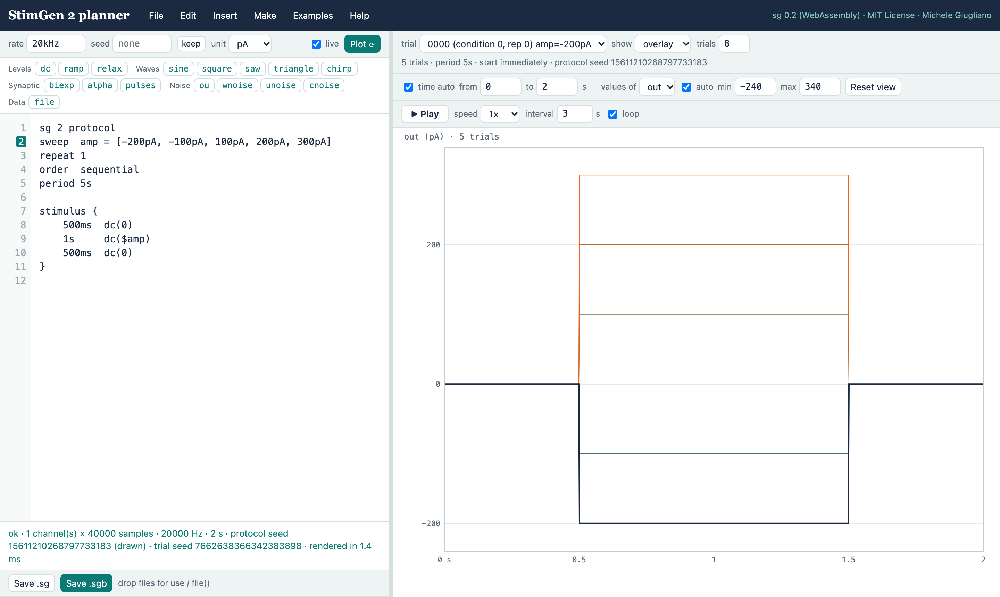 StimGen 2 planner File Edit Insert Make Examples Help sg 0.2 (WebAssembly) · MIT License · Michele Giugliano
rate 20kHz seed none keep unit pA live Plot ⟳
Levels dc ramp relax Waves sine square saw triangle chirp
Synaptic biexp alpha pulses Noise ou wnoise unoise cnoise
Data file
1 sg 2 protocol
2 sweep  amp = [−200pA, −100pA, 100pA, 200pA, 300pA]
3 repeat 1
4 order  sequential
5 period 5s
6
7 stimulus {
8     500ms  dc(0)
9     1s     dc($amp)
10     500ms  dc(0)
11 }
12
ok · 1 channel(s) × 40000 samples · 20000 Hz · 2 s · protocol seed
15611210268797733183 (drawn) · trial seed 7662638366342383898 · rendered in 1.4
ms
Save .sg Save .sgb drop files for use / file()
trial 0000 (condition 0, rep 0) amp=-200pA show overlay trials 8
5 trials · period 5s · start immediately · protocol seed 15611210268797733183
time auto from 0 to 2 s values of out auto min −240 max 340 Reset view
▶ Play speed 1× interval 3 s loop
out (pA) · 5 trials
200
0
−200
0 s 0.5 1 1.5 2